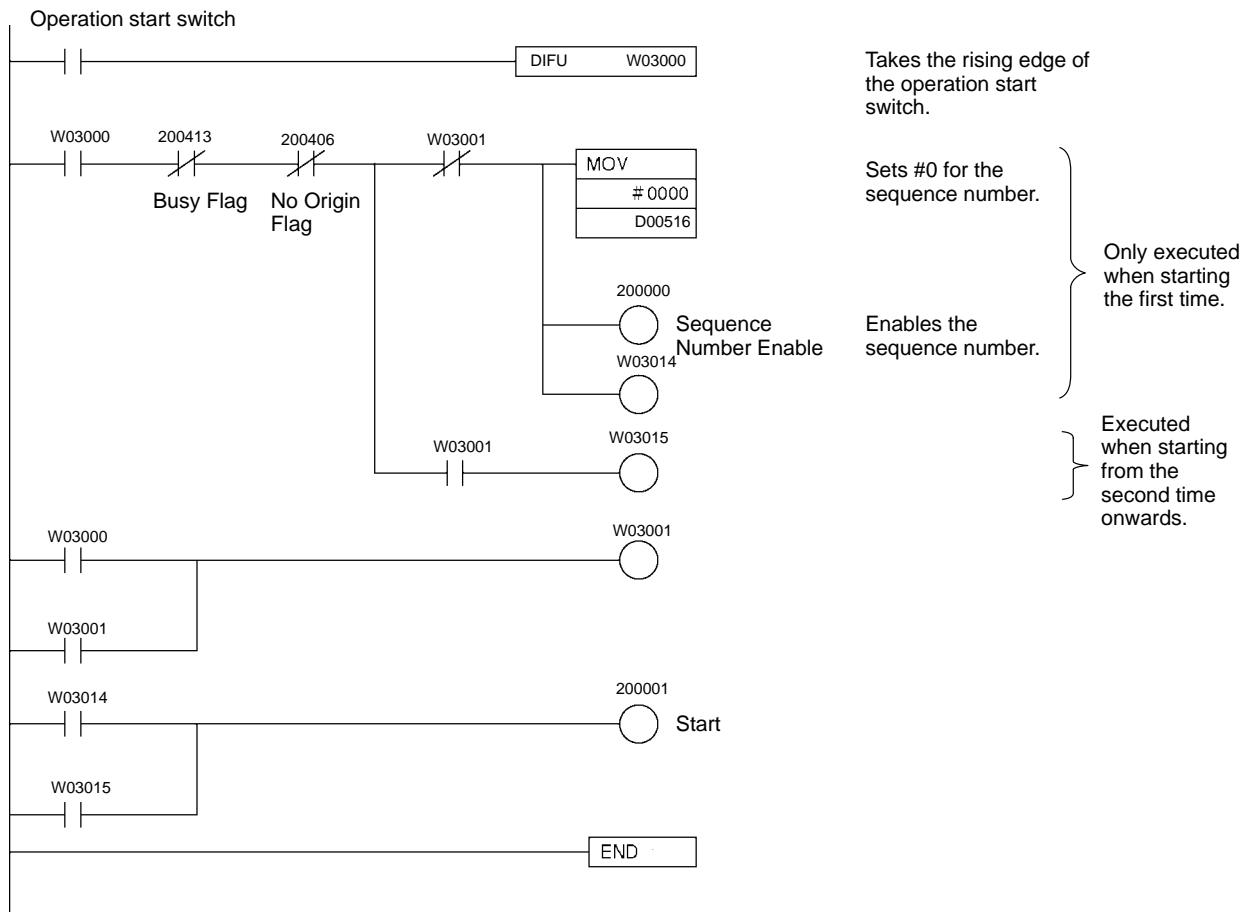 Operation start switch
DIFU W03000
Takes the rising edge of
the operation start
switch.
W03000 200413 200406 W03001
Busy Flag
No Origin
Flag
MOV
# 0000
D00516
Sets #0 for the
sequence number.
Only executed
when starting
the first time.
200000
Sequence
Number Enable
Enables the
sequence number.
W03014
W03001
W03015
Executed
when starting
from the
second time
onwards.
W03000
W03001
W03001
W03014
200001
Start
W03015
END